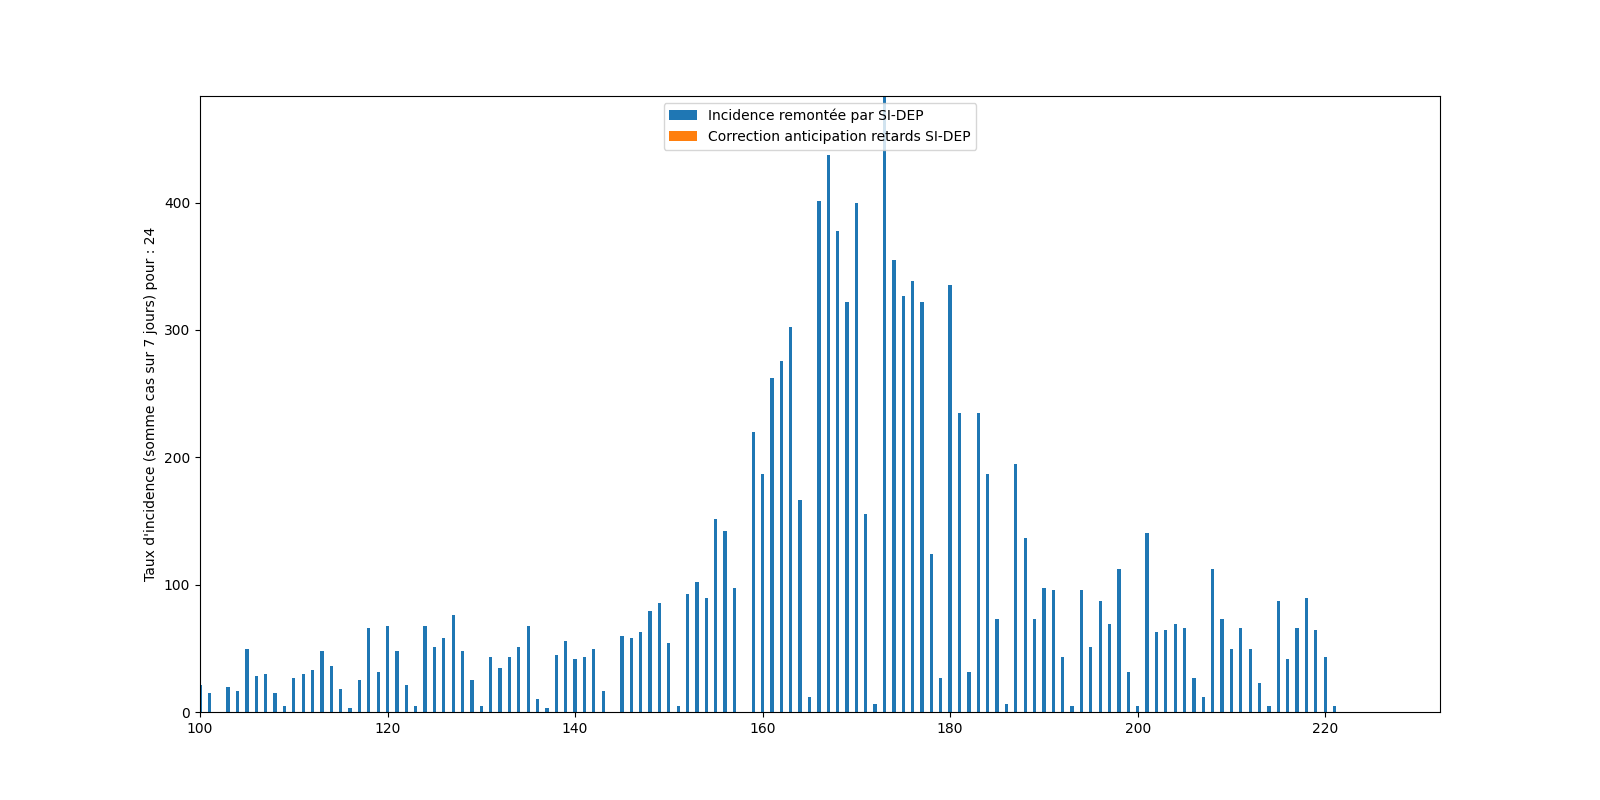 Incidence remontée par SI-DEP
Correction anticipation retards SI-DEP
Taux d'incidence (somme cas sur 7 jours) pour : 24
400
300
200
100
0
100 120 140 160 180 200 220